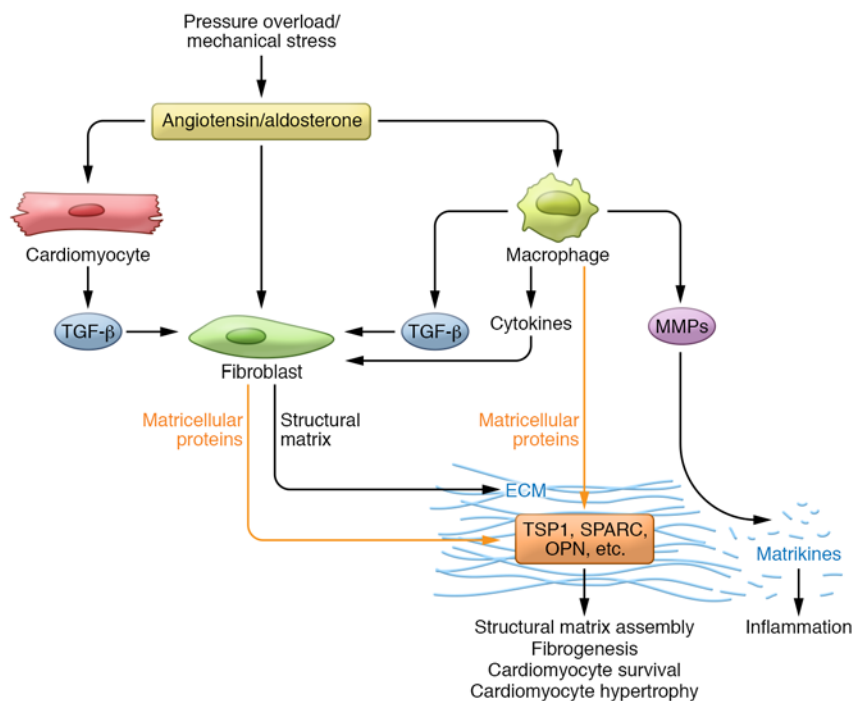 Pressure overload/
mechanical stress
Angiotensin/aldosterone
Cardiomyocyte
Macrophage
TGF-β
Fibroblast
TGF-β
Cytokines
MMPs
Matricellular
proteins
Structural
matrix
Matricellular
proteins
ECM
TSP1, SPARC,
OPN, etc.
Matrikines
Structural matrix assembly
Fibrogenesis
Cardiomyocyte survival
Cardiomyocyte hypertrophy
Inflammation